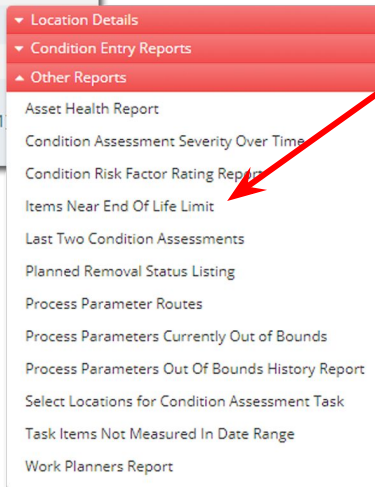 Location Details
Condition Entry Reports
Other Reports
Asset Health Report
Condition Assessment Severity Over Time
Condition Risk Factor Rating Report
Items Near End Of Life Limit
Last Two Condition Assessments
Planned Removal Status Listing
Process Parameter Routes
Process Parameters Currently Out of Bounds
Process Parameters Out Of Bounds History Report
Select Locations for Condition Assessment Task
Task Items Not Measured In Date Range
Work Planners Report